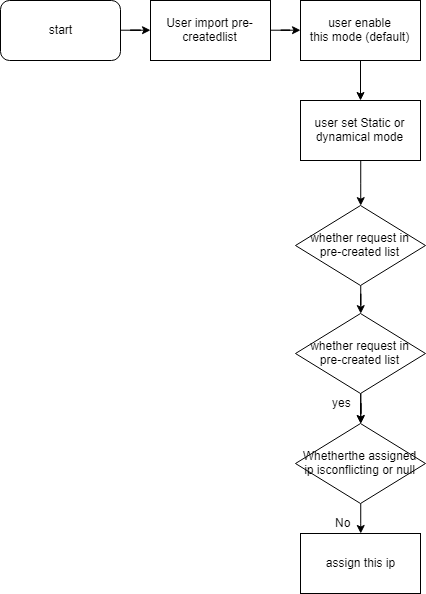 start
User import pre-
createdlist
user enable
this mode (default)
user set Static or
dynamical mode
whether request in
pre-created list
whether request in
pre-created list
yes
Whetherthe assigned
ip isconflicting or null
No
assign this ip